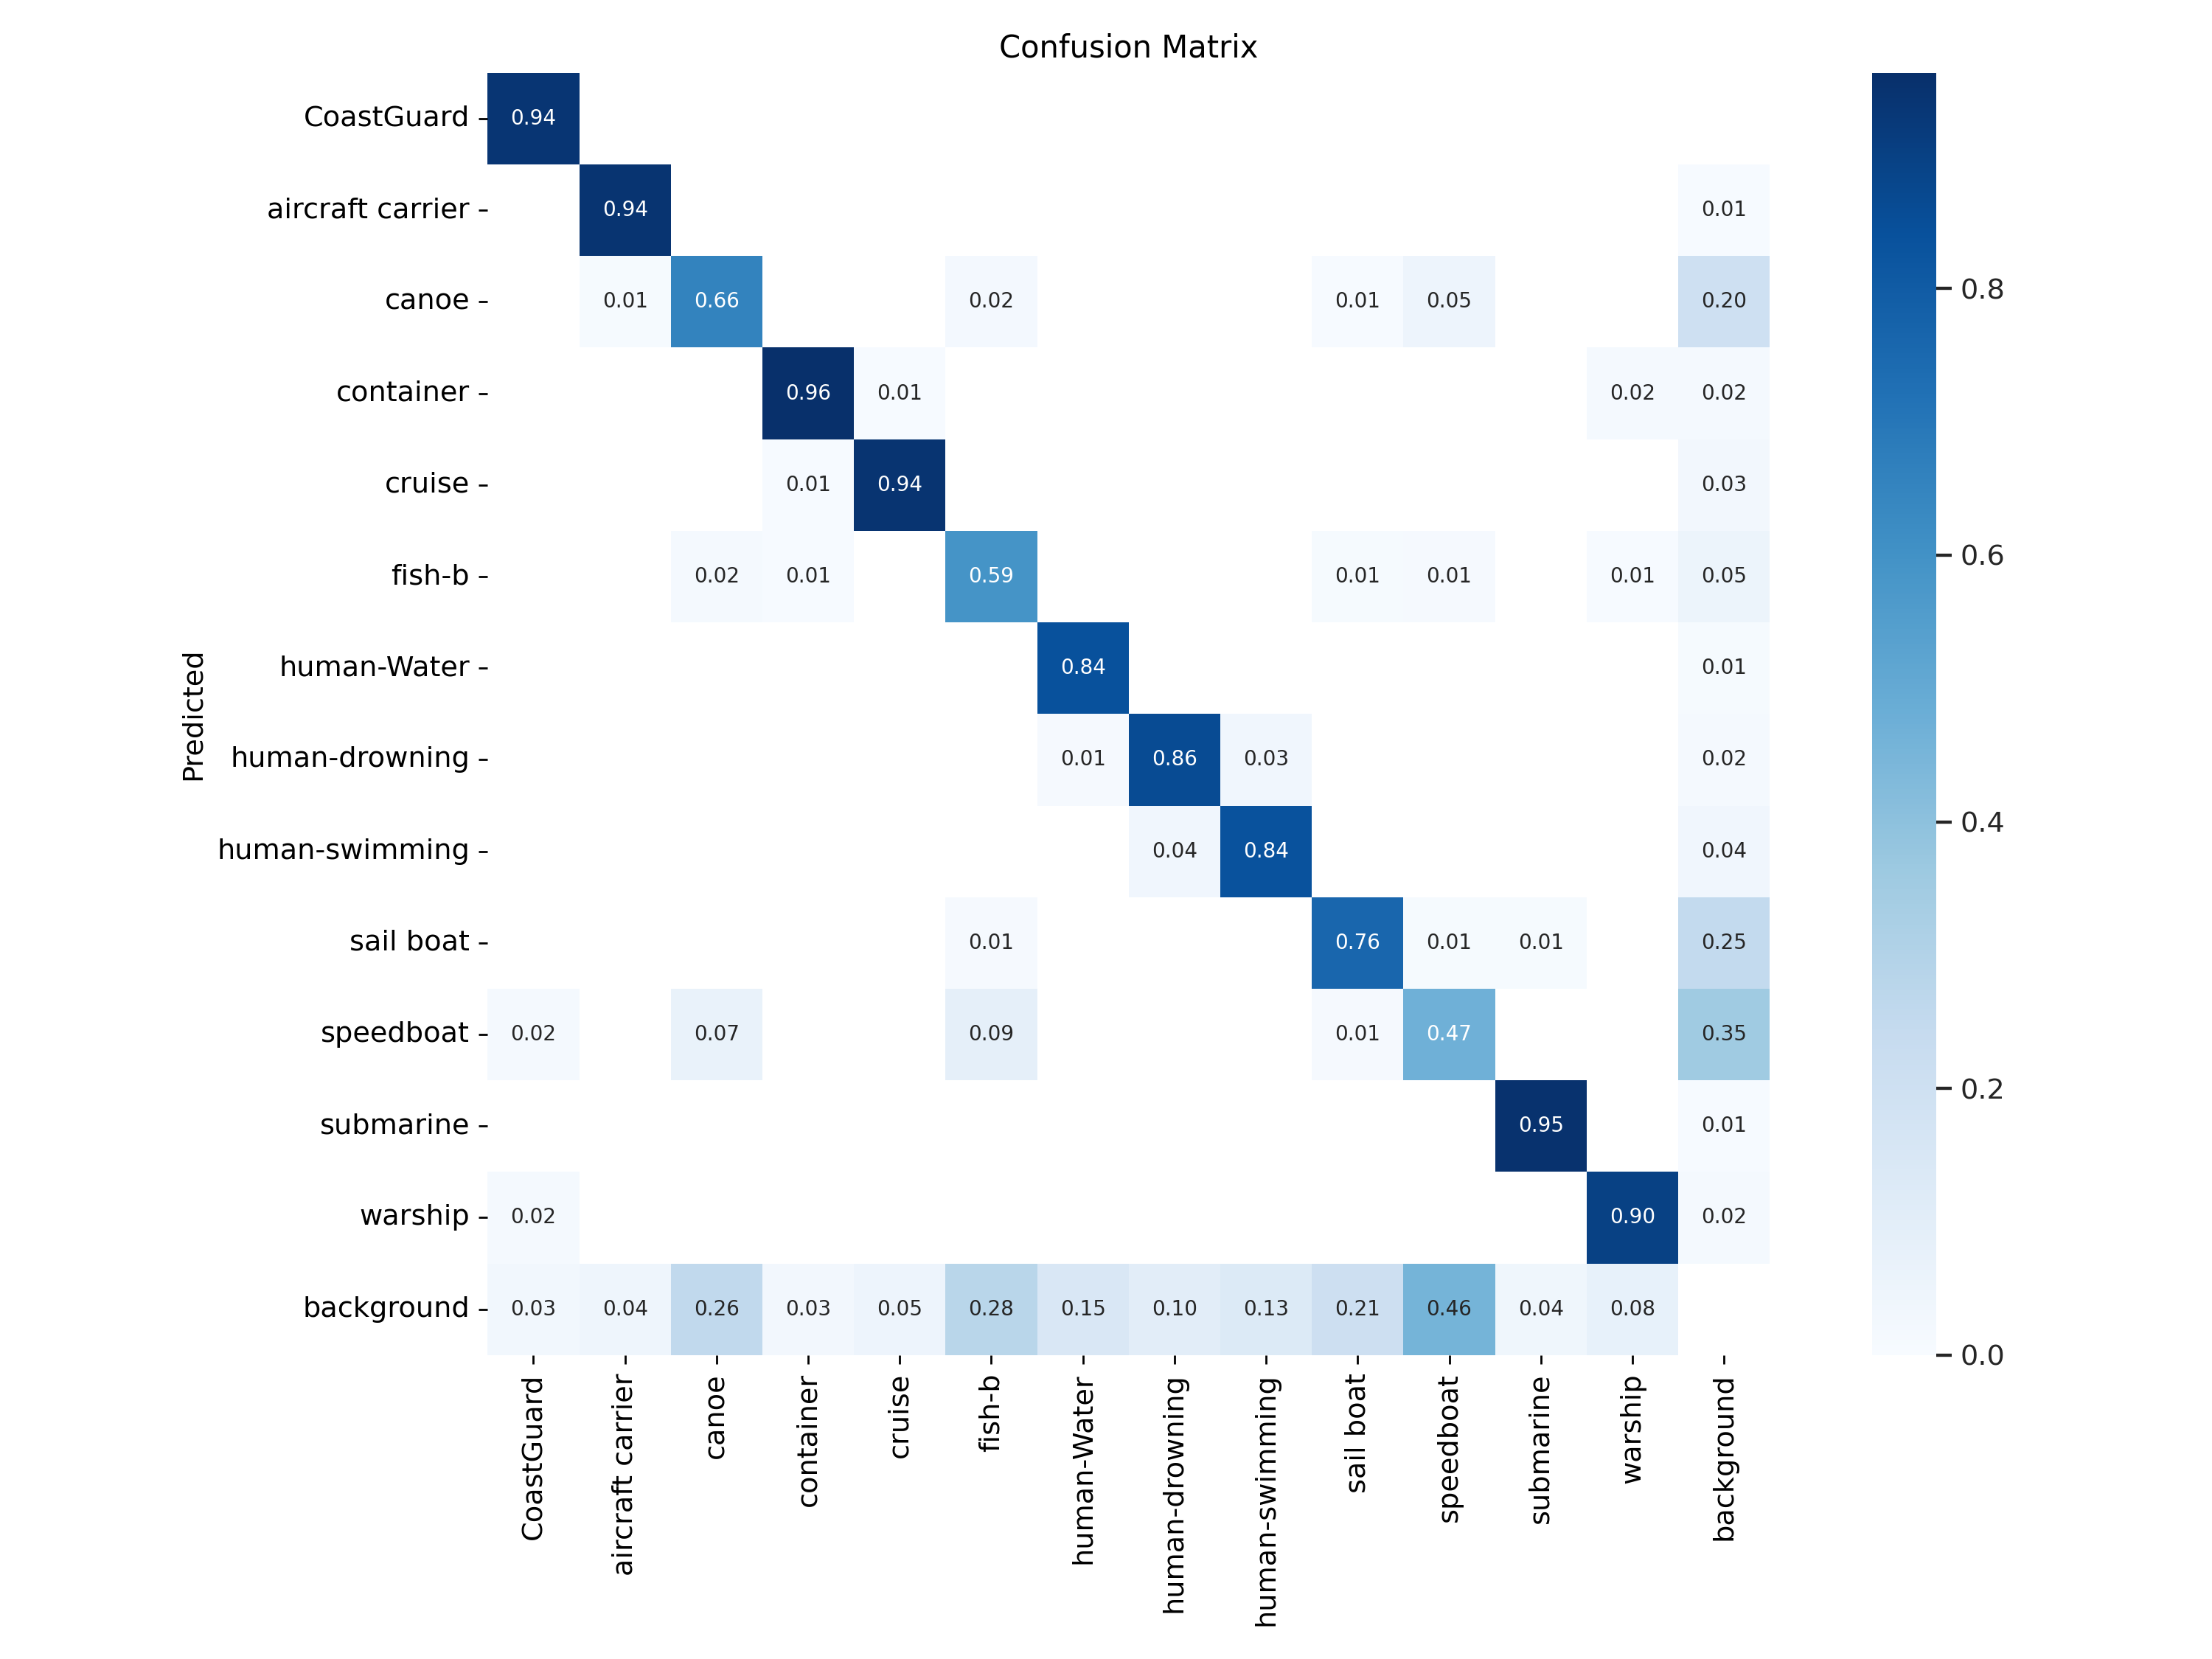 Confusion Matrix
CoastGuard 0.94
aircraft carrier 0.94 0.01
canoe 0.01 0.66 0.02 0.01 0.05 0.20
0.8
container 0.96 0.01 0.02 0.02
cruise 0.01 0.94 0.03
0.6
fish-b 0.02 0.01 0.59 0.01 0.01 0.01 0.05
human-Water 0.84 0.01
Predicted
human-drowning 0.01 0.86 0.03 0.02
0.4
human-swimming 0.04 0.84 0.04
sail boat 0.01 0.76 0.01 0.01 0.25
speedboat 0.02 0.07 0.09 0.01 0.47 0.35
0.2
submarine 0.95 0.01
warship 0.02 0.90 0.02
background 0.03 0.04 0.26 0.03 0.05 0.28 0.15 0.10 0.13 0.21 0.46 0.04 0.08
0.0
CoastGuard
aircraft carrier
canoe
container
cruise
fish-b
human-Water
human-drowning
human-swimming
sail boat
speedboat
submarine
warship
background